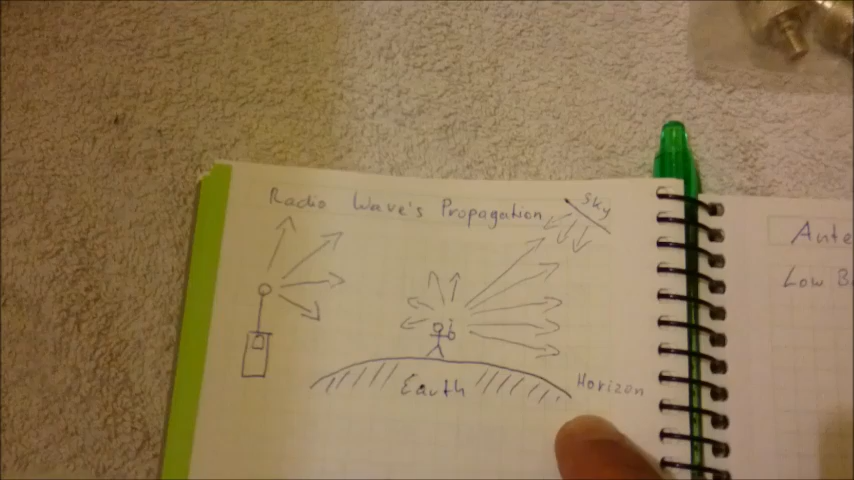 Radio Wave's Propagation
Sky
Earth
Horizon
Ante
Low B